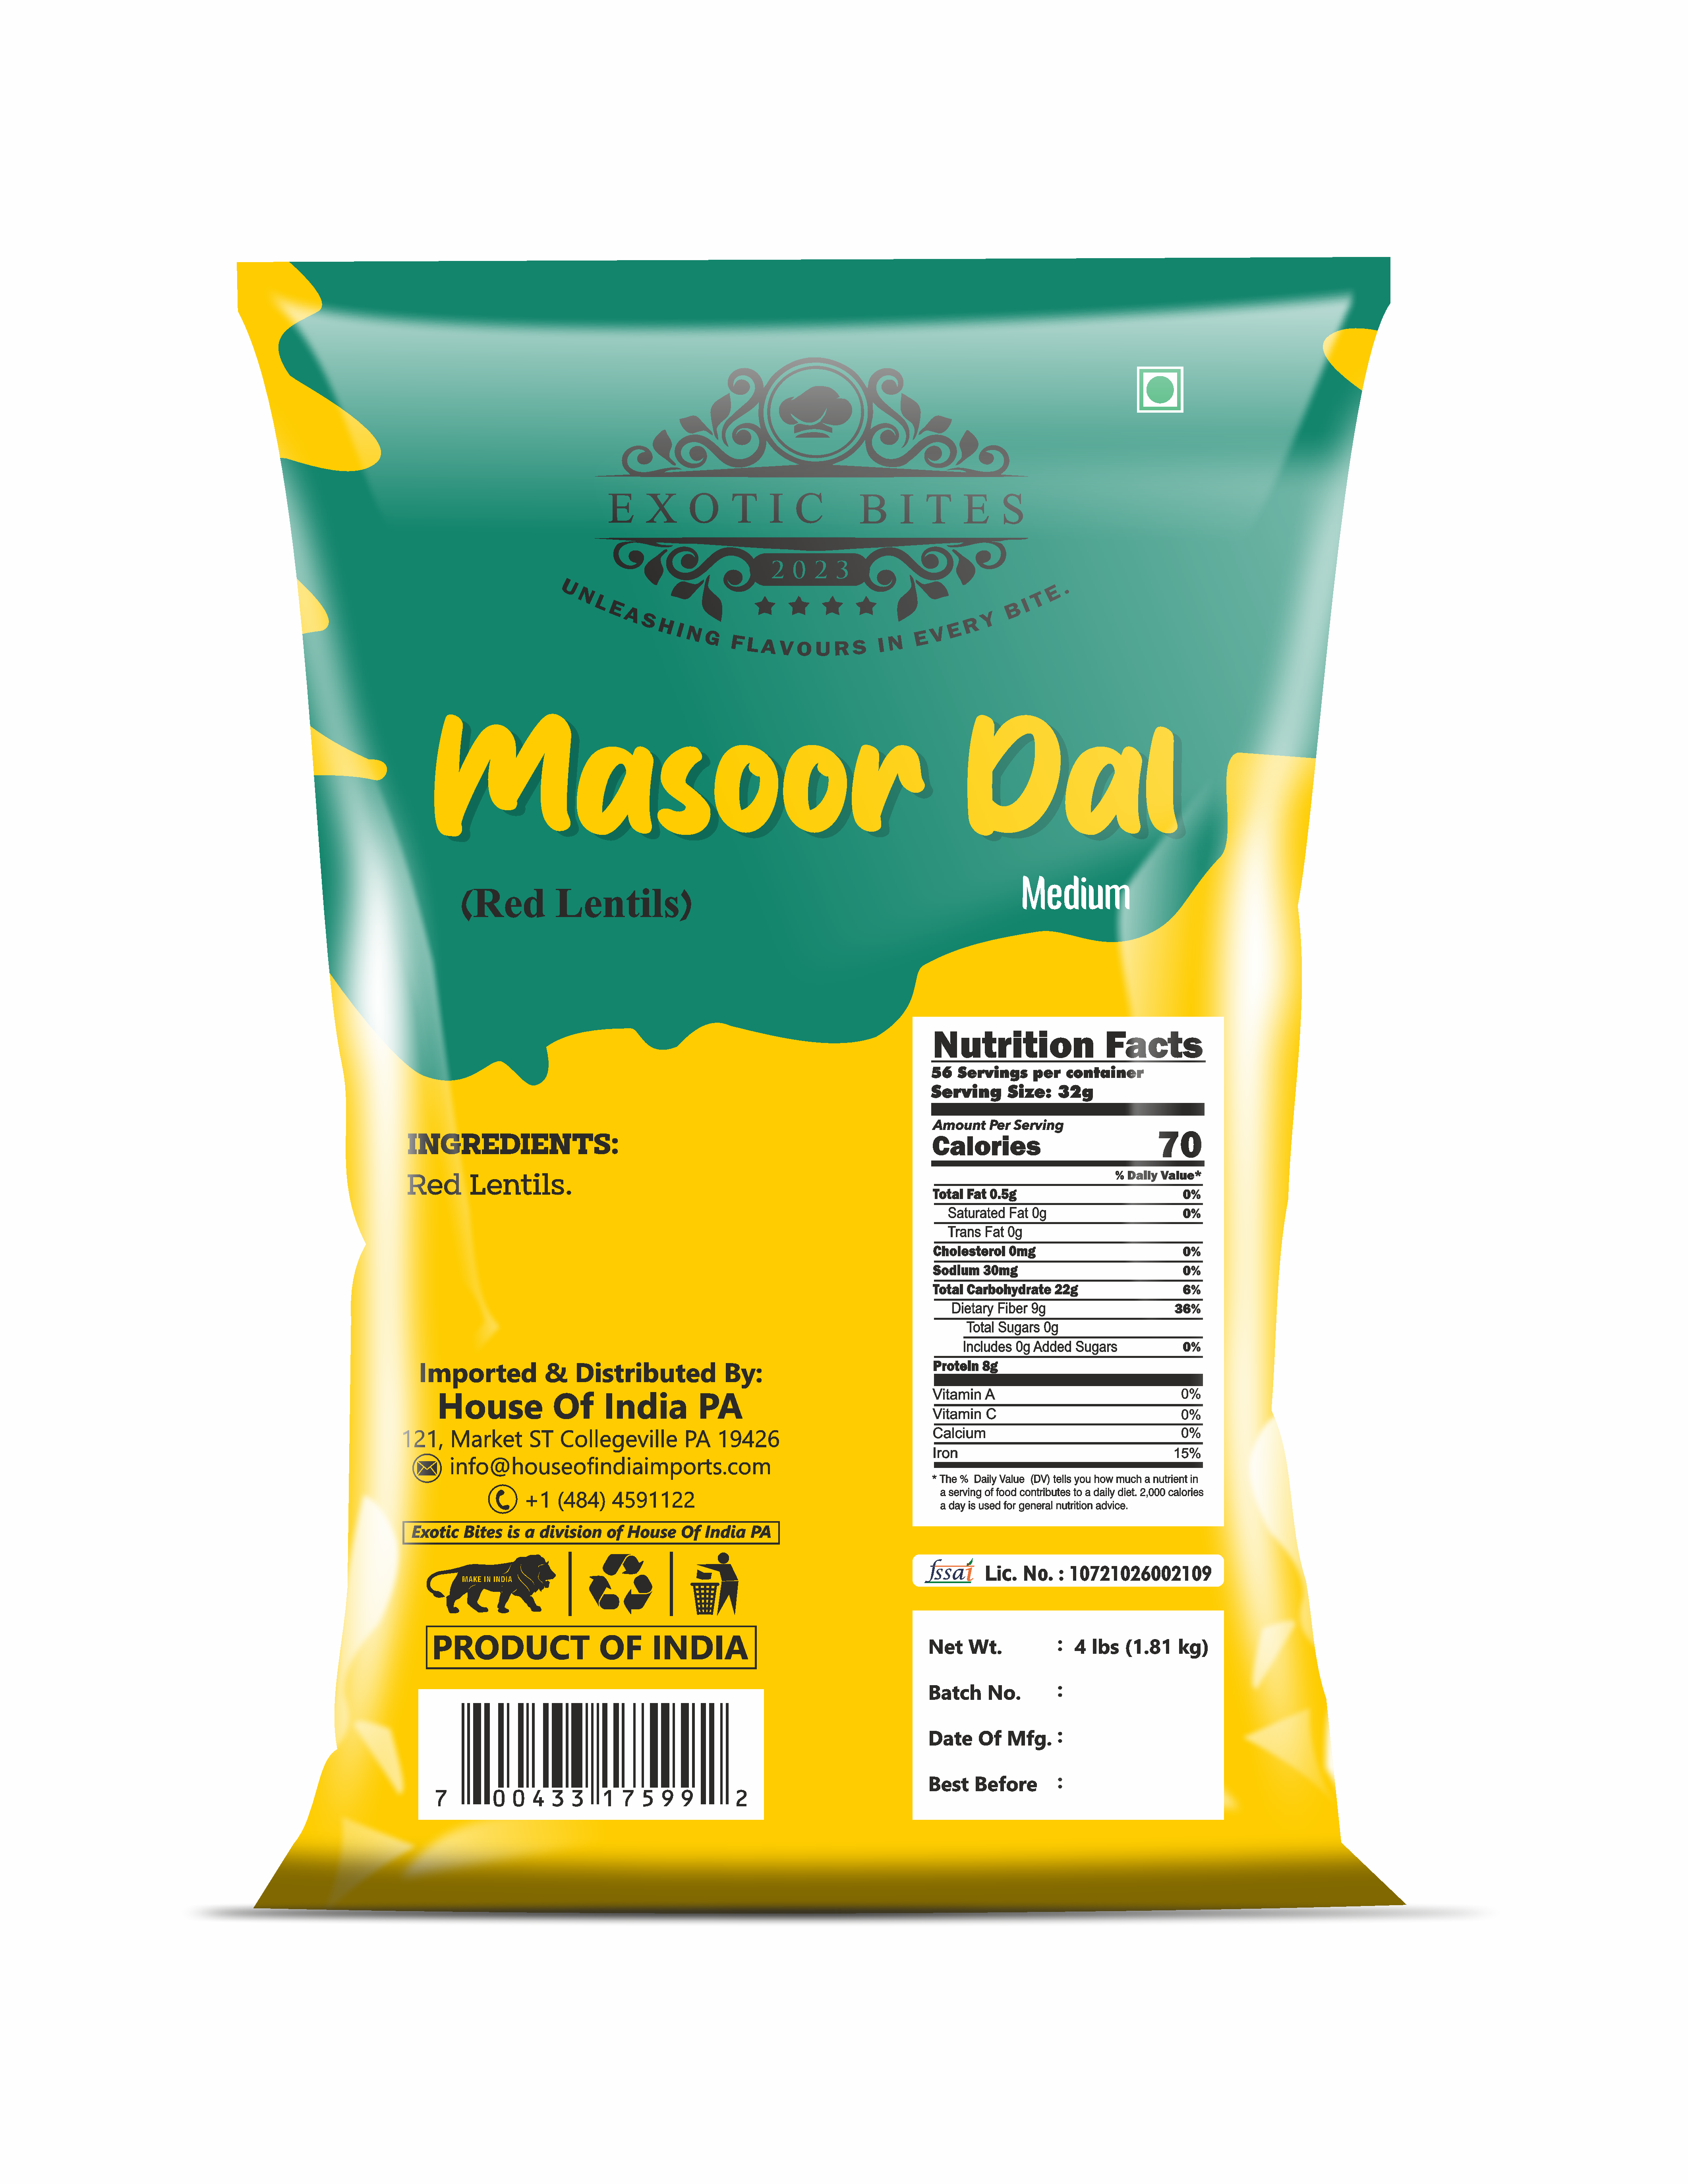 EXOTIC BITES
2023
UNLEASHING FLAVOURS IN EVERY BITE.
Masoor Dal
(Red Lentils)
Medium
INGREDIENTS:
Red Lentils.
Imported & Distributed By:
House Of India PA
121, Market ST Collegeville PA 19426
info@houseofindiaimports.com
+1 (484) 4591122
Exotic Bites is a division of House Of India PA
MAKE IN INDIA
PRODUCT OF INDIA
7 00433 17599 2
Nutrition Facts
56 Servings per container
Serving Size: 32g
Amount Per Serving
Calories 70
% Daily Value*
Total Fat 0.5g 0%
Saturated Fat 0g 0%
Trans Fat 0g
Cholesterol 0mg 0%
Sodium 30mg 0%
Total Carbohydrate 22g 6%
Dietary Fiber 9g 36%
Total Sugars 0g
Includes 0g Added Sugars 0%
Protein 8g
Vitamin A 0%
Vitamin C 0%
Calcium 0%
Iron 15%
* The % Daily Value (DV) tells you how much a nutrient in
a serving of food contributes to a daily diet. 2,000 calories
a day is used for general nutrition advice.
fssai Lic. No. : 10721026002109
Net Wt. : 4 lbs (1.81 kg)
Batch No. :
Date Of Mfg. :
Best Before :